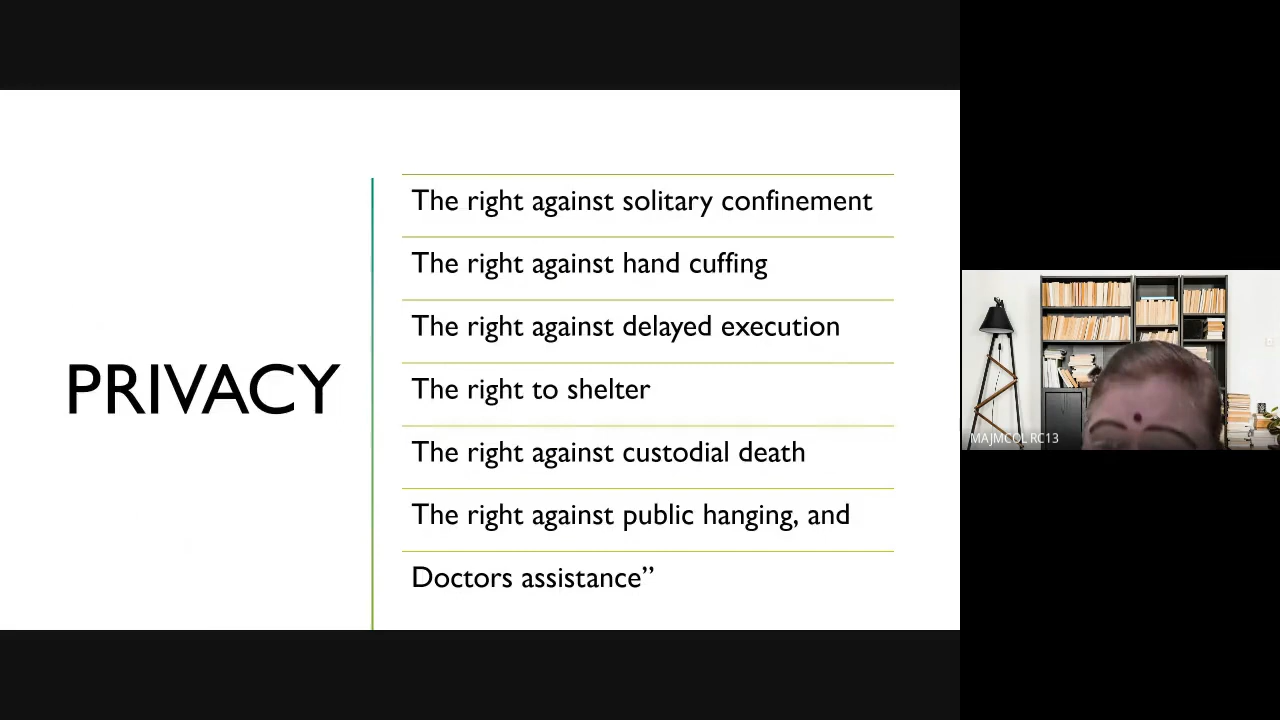 PRIVACY
The right against solitary confinement
The right against hand cuffing
The right against delayed execution
The right to shelter
The right against custodial death
The right against public hanging, and
Doctors assistance”
MAJMCOL RC13